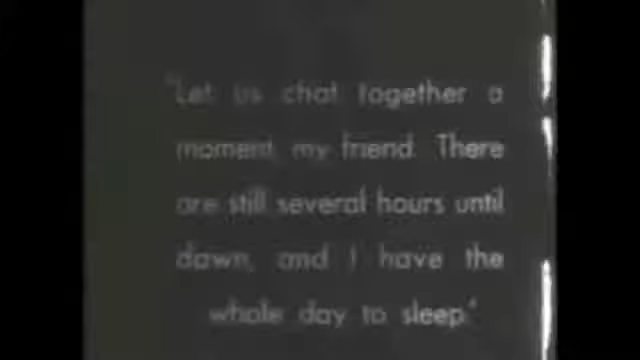 "Let us chat together a
moment, my friend. There
are still several hours until
dawn, and I have the
whole day to sleep."